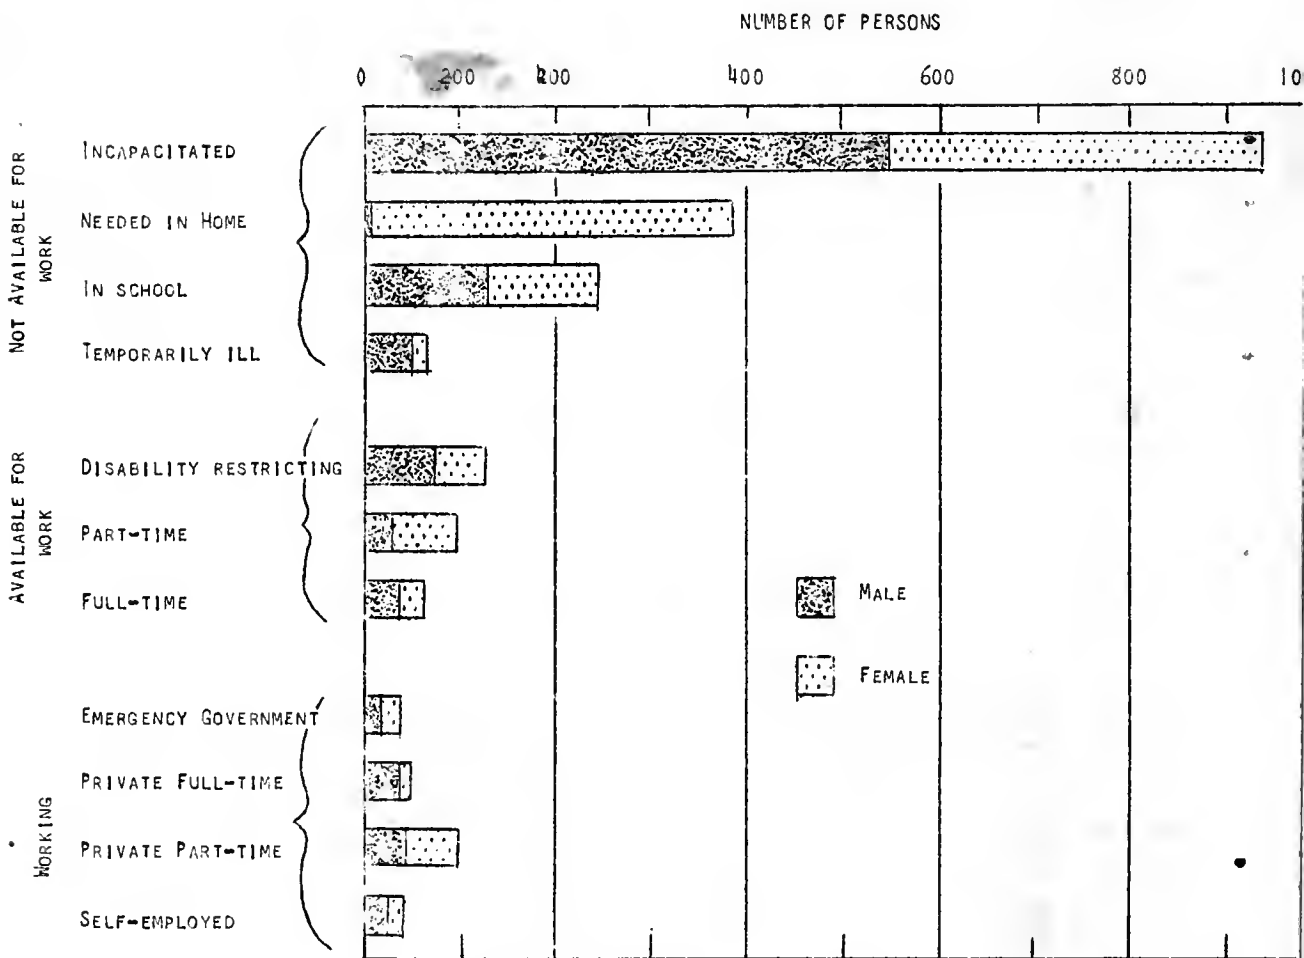 NUMBER OF PERSONS
0 200 200 400 600 800 10
NOT AVAILABLE FOR
WORK
INCAPACITATED
NEEDED IN HOME
IN SCHOOL
TEMPORARILY ILL
AVAILABLE FOR
WORK
DISABILITY RESTRICTING
PART-TIME
FULL-TIME
MALE
FEMALE
WORKING
EMERGENCY GOVERNMENT
PRIVATE FULL-TIME
PRIVATE PART-TIME
SELF-EMPLOYED